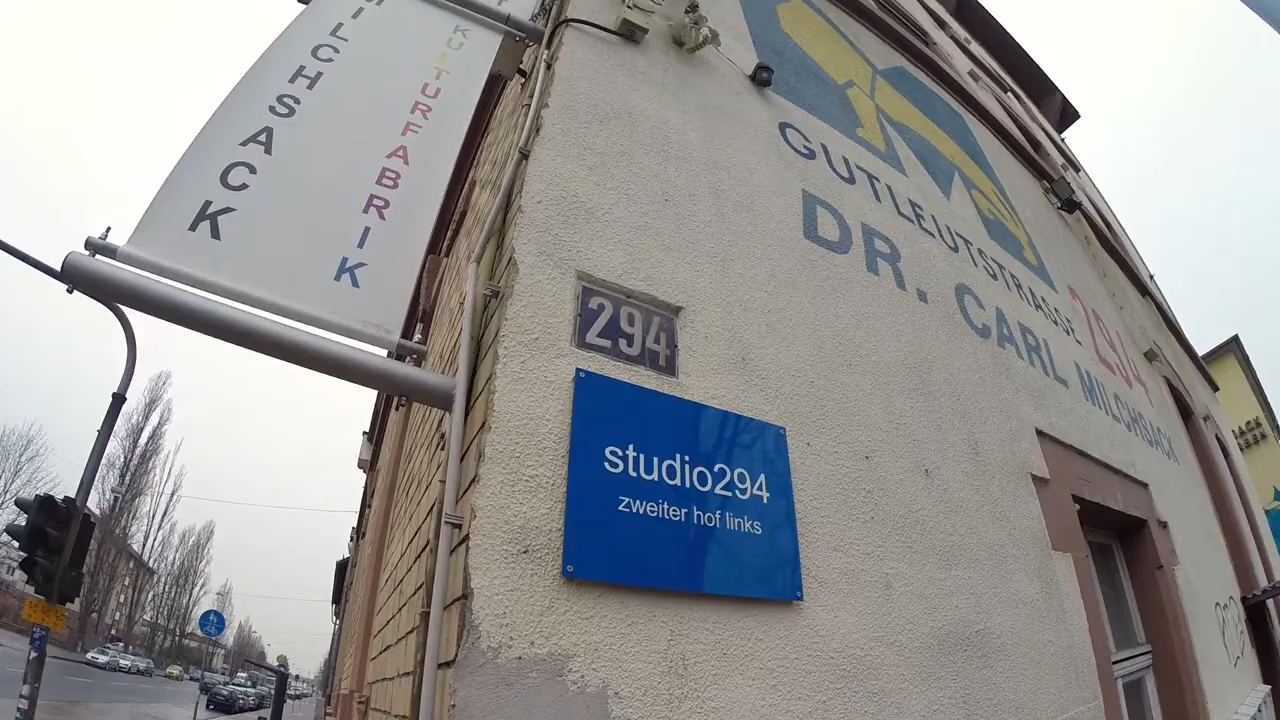 MILCHSACK
KULTURFABRIK
GUTLEUTSTRASSE 294
DR. CARL MILCHSACK
294
studio294
zweiter hof links